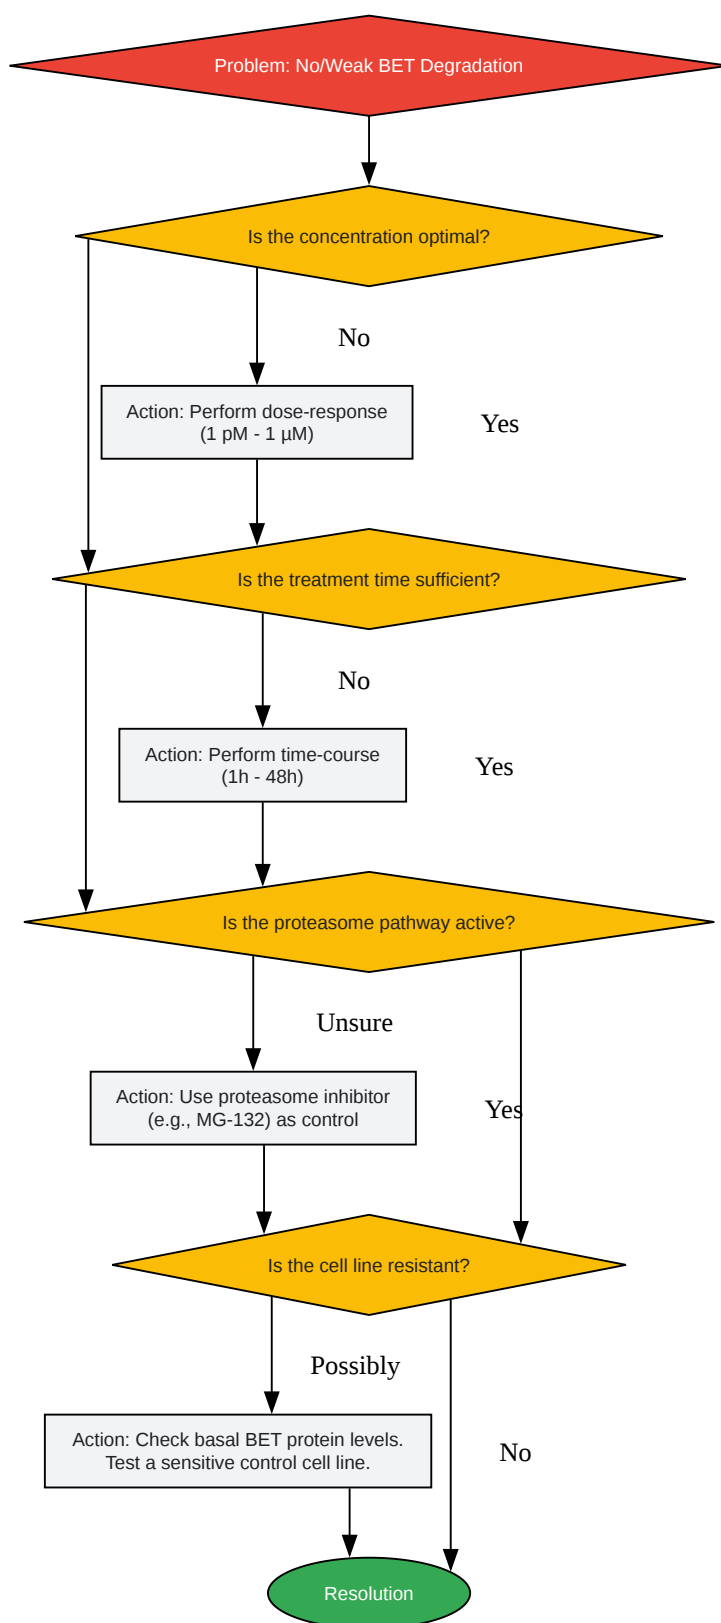 Problem: No/Weak BET Degradation
Is the concentration optimal?
No
Action: Perform dose-response
(1 pM - 1 µM)
Yes
Is the treatment time sufficient?
No
Action: Perform time-course
(1h - 48h)
Yes
Is the proteasome pathway active?
Unsure
Action: Use proteasome inhibitor
(e.g., MG-132) as control
Yes
Is the cell line resistant?
Possibly
Action: Check basal BET protein levels.
Test a sensitive control cell line.
No
Resolution